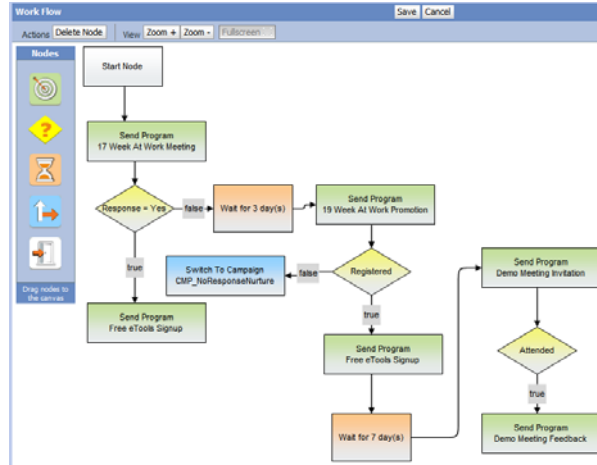 Work Flow
Save
Cancel
Actions
Delete Node
View
Zoom +
Zoom -
Fullscreen
Nodes
Drag nodes to
the canvas
Start Node
Send Program
17 Week At Work Meeting
Response = Yes
false
Wait for 3 day(s)
Send Program
19 Week At Work Promotion
true
Send Program
Free eTools Signup
Registered
false
Switch To Campaign
CMP_NoResponseNurture
true
Send Program
Free eTools Signup
Wait for 7 day(s)
Send Program
Demo Meeting Invitation
Attended
true
Send Program
Demo Meeting Feedback